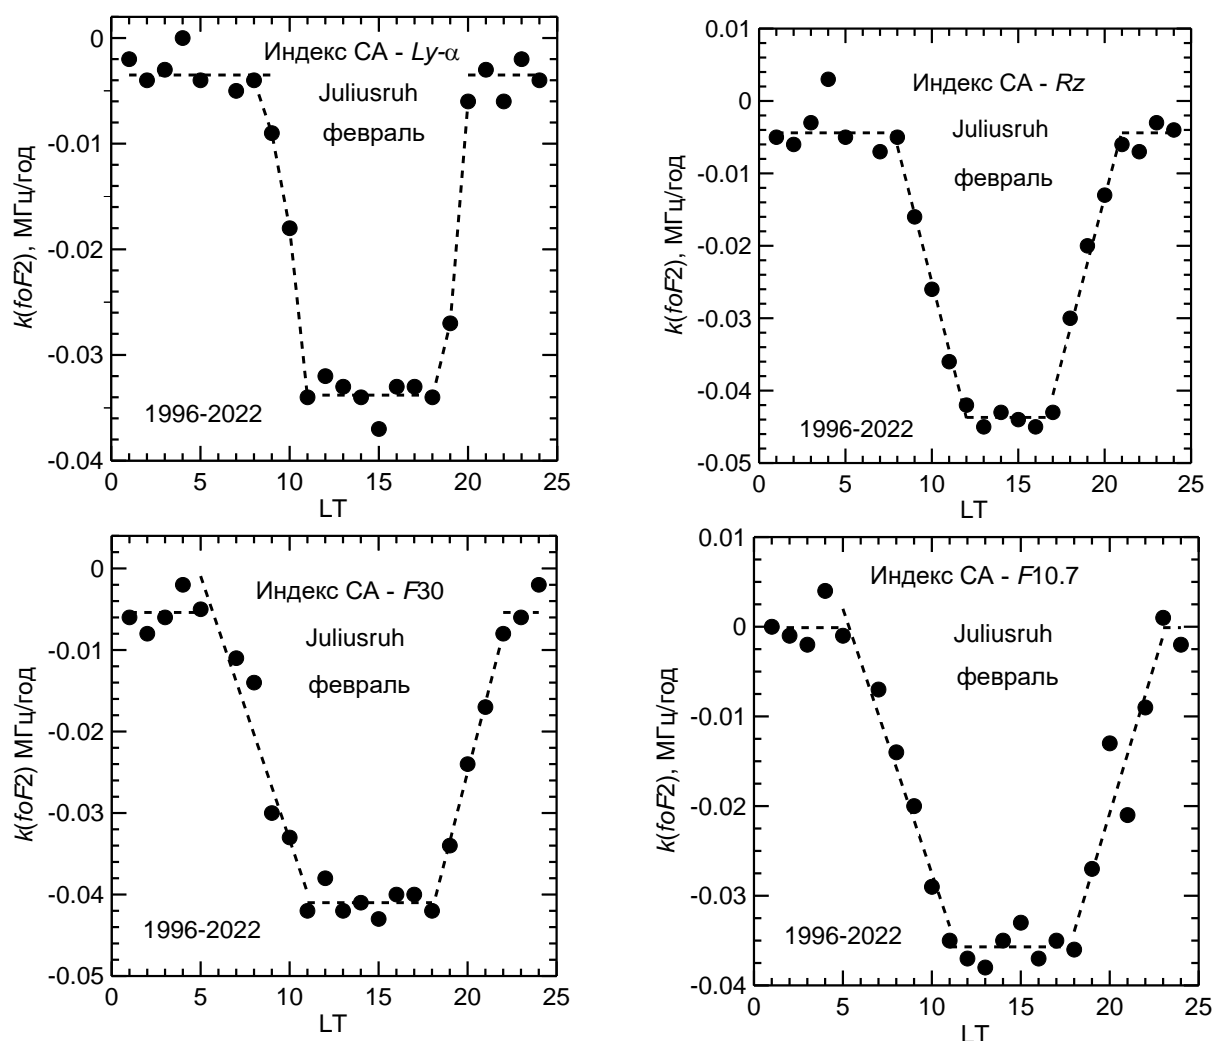 0
-0.01
-0.02
-0.03
-0.04
k(foF2), МГц/год
Индекс СА - Ly-α
Juliusruh
февраль
1996-2022
0 5 10 15 20 25
LT
0.01
0
-0.01
-0.02
-0.03
-0.04
-0.05
k(foF2), МГц/год
Индекс СА - Rz
Juliusruh
февраль
1996-2022
0 5 10 15 20 25
LT
0
-0.01
-0.02
-0.03
-0.04
-0.05
k(foF2) МГц/год
Индекс СА - F30
Juliusruh
февраль
1996-2022
0 5 10 15 20 25
LT
0.01
0
-0.01
-0.02
-0.03
-0.04
k(foF2), МГц/год
Индекс СА - F10.7
Juliusruh
февраль
1996-2022
0 5 10 15 20 25
LT